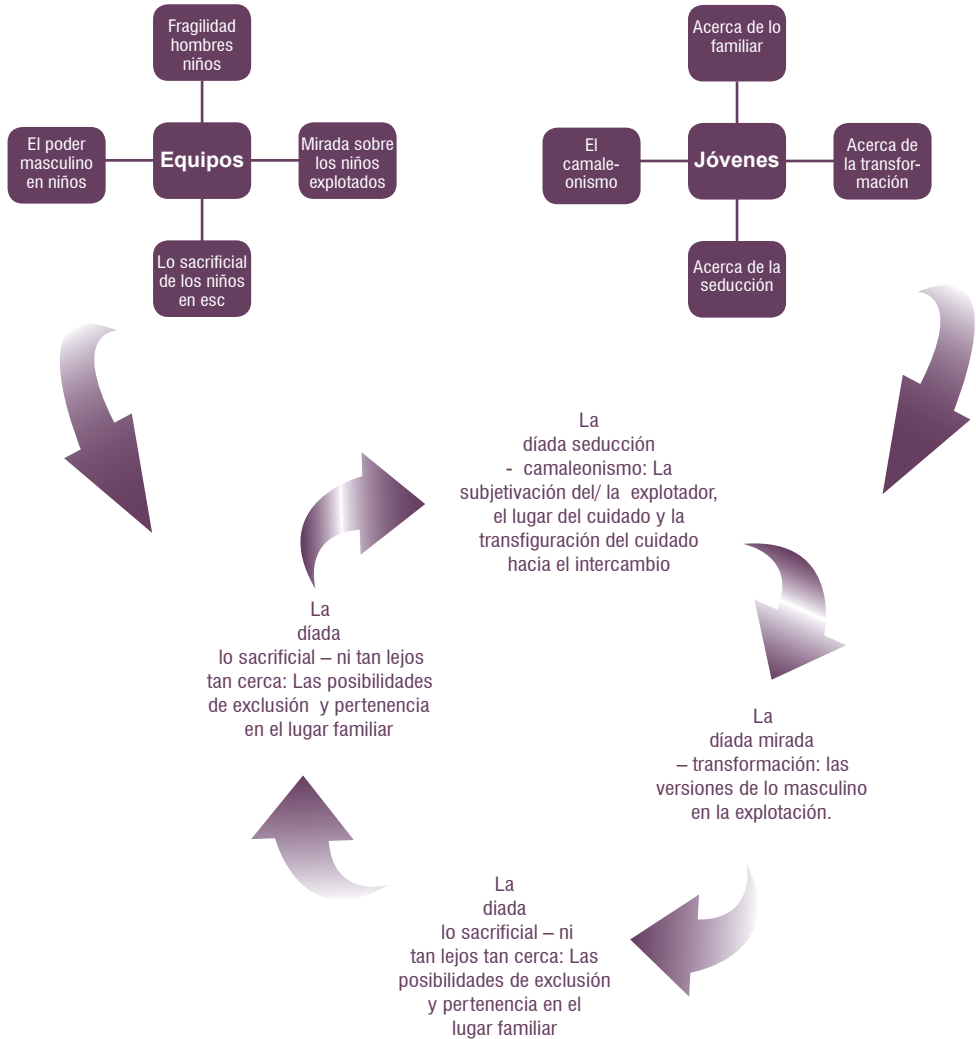 Fragilidad
hombres
niños
El poder
masculino
en niños
Equipos
Mirada sobre
los niños
explotados
Lo sacrificial
de los niños
en esc
Acerca de lo
familiar
El
camale-
onismo
Jóvenes
Acerca de
la transfor-
mación
Acerca de la
seducción
La
díada seducción
- camaleonismo: La
subjetivación del/ la explotador,
el lugar del cuidado y la
transfiguración del cuidado
hacia el intercambio
La
díada
lo sacrificial – ni tan lejos
tan cerca: Las posibilidades
de exclusión y pertenencia
en el lugar familiar
La
díada mirada
– transformación: las
versiones de lo masculino
en la explotación.
La
diada
lo sacrificial – ni
tan lejos tan cerca: Las
posibilidades de exclusión
y pertenencia en el
lugar familiar